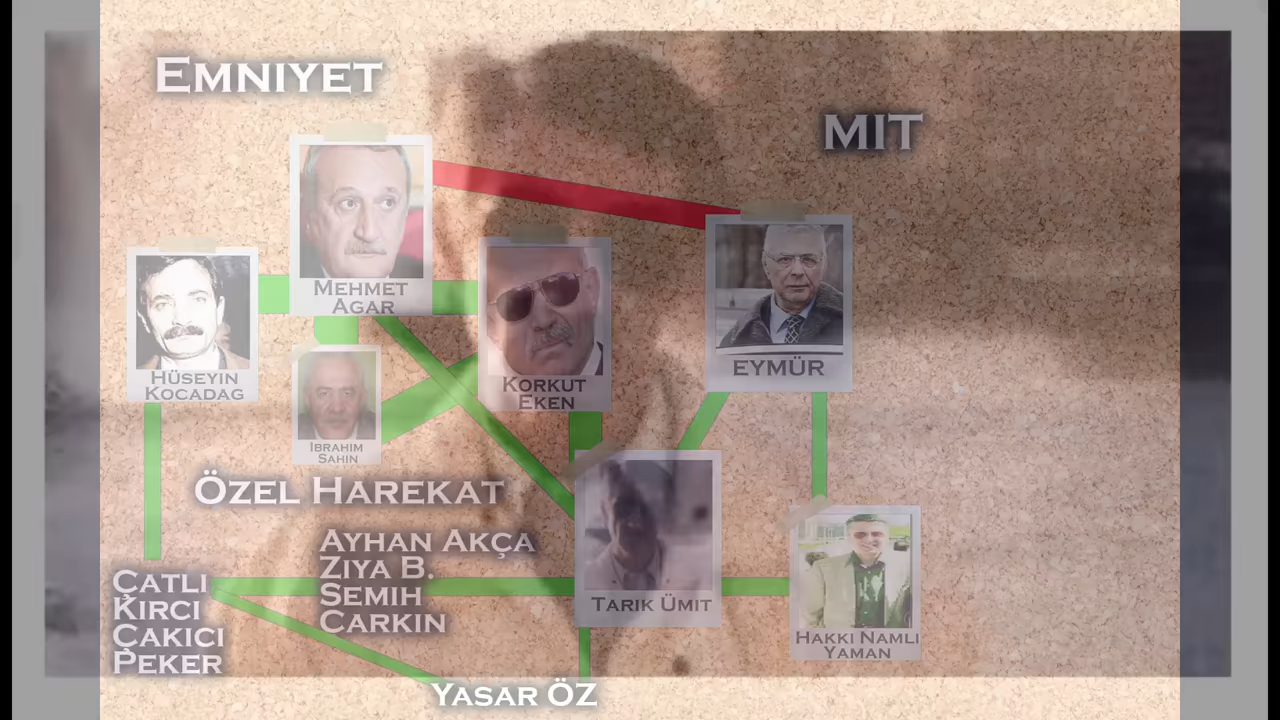 EMNIYET
MIT
MEHMET
AGAR
HÜSEYIN
KOCADAG
KORKUT
EKEN
EYMÜR
IBRAHIM
SAHIN
ÖZEL HAREKAT
AYHAN AKÇA
ZIYA B.
SEMIH
CARKIN
ÇATLI
KIRCI
ÇAKICI
PEKER
TARIK ÜMIT
HAKKI NAMLI
YAMAN
YASAR ÖZ